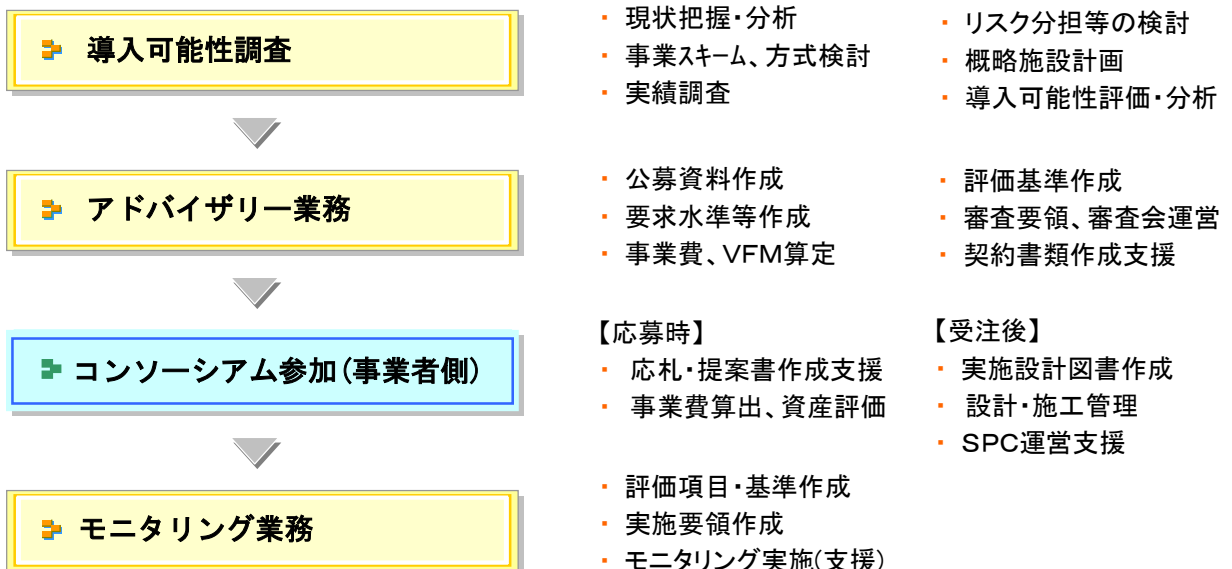 導入可能性調査
・ 現状把握・分析
・ 事業スキーム、方式検討
・ 実績調査
・ リスク分担等の検討
・ 概略施設計画
・ 導入可能性評価・分析
アドバイザリー業務
・ 公募資料作成
・ 要求水準等作成
・ 事業費、VFM算定
・ 評価基準作成
・ 審査要領、審査会運営
・ 契約書類作成支援
コンソーシアム参加(事業者側)
【応募時】
・ 応札・提案書作成支援
・ 事業費算出、資産評価
【受注後】
・ 実施設計図書作成
・ 設計・施工管理
・ SPC運営支援
モニタリング業務
・ 評価項目・基準作成
・ 実施要領作成
・ モニタリング実施(支援)